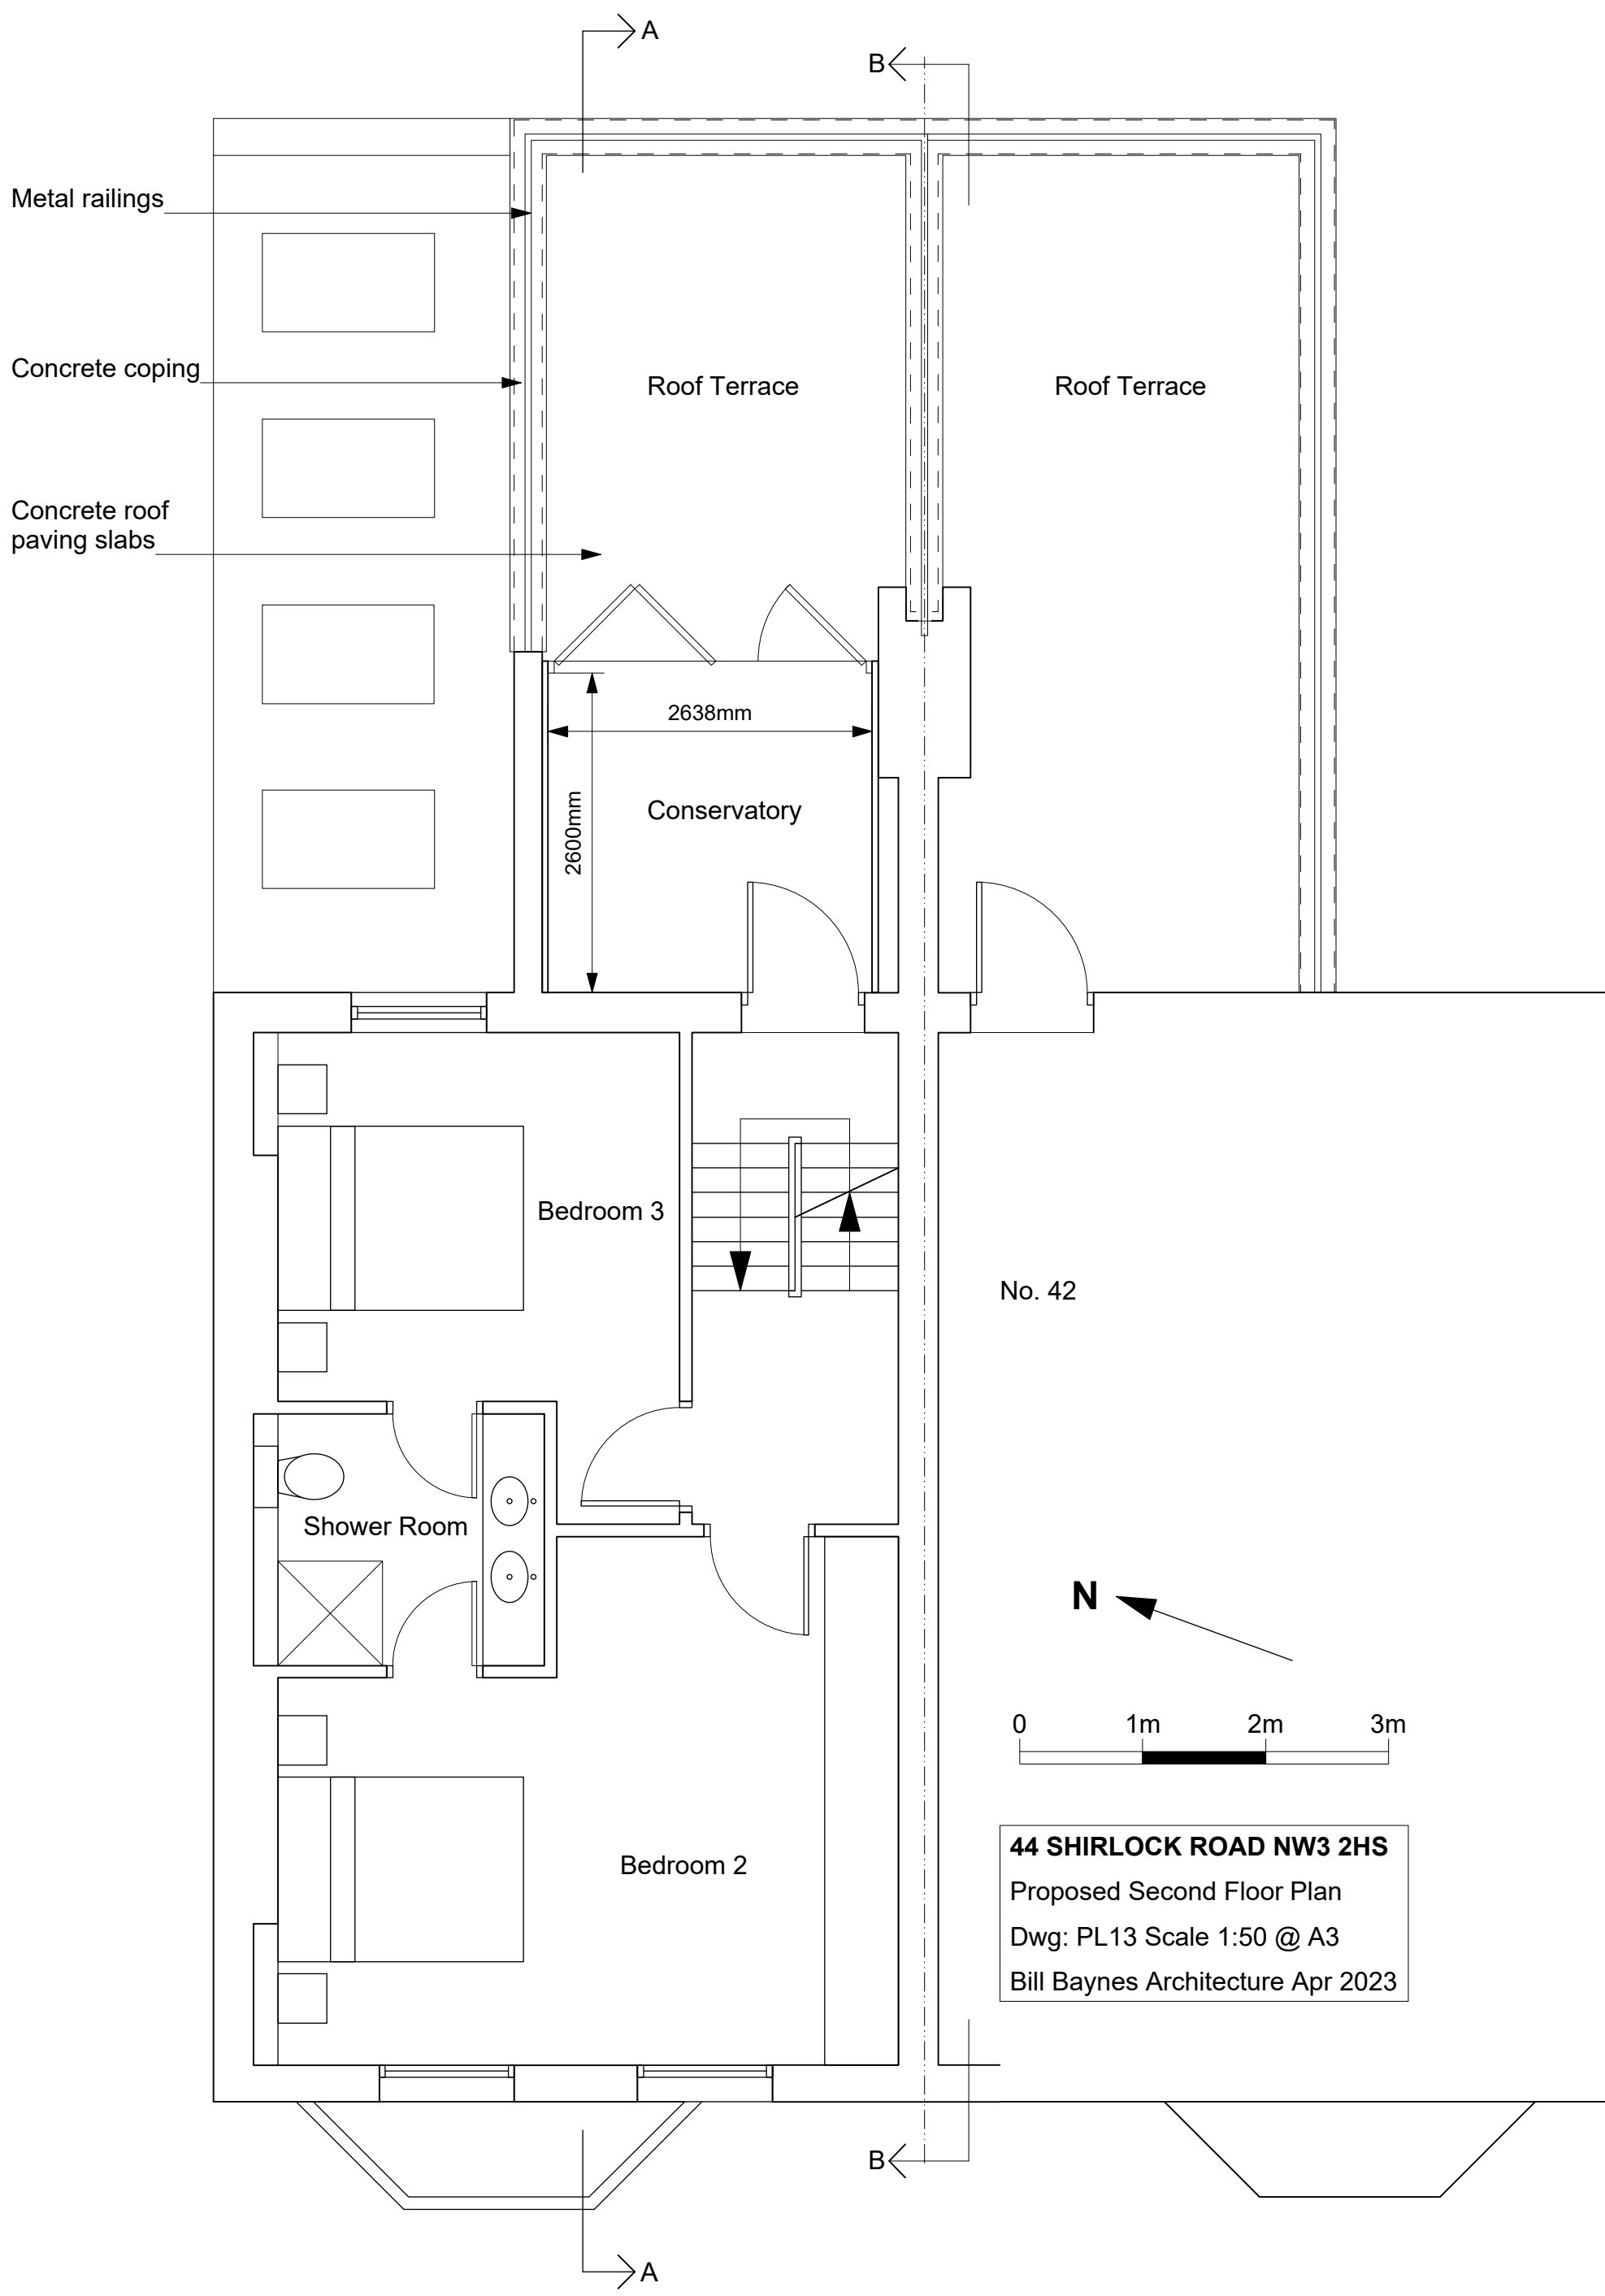 A
B
Metal railings
Concrete coping
Roof Terrace
Roof Terrace
Concrete roof
paving slabs
2638mm
2600mm
Conservatory
Bedroom 3
No. 42
Shower Room
N
0 1m 2m 3m
Bedroom 2
44 SHIRLOCK ROAD NW3 2HS
Proposed Second Floor Plan
Dwg: PL13 Scale 1:50 @ A3
Bill Baynes Architecture Apr 2023
B
A